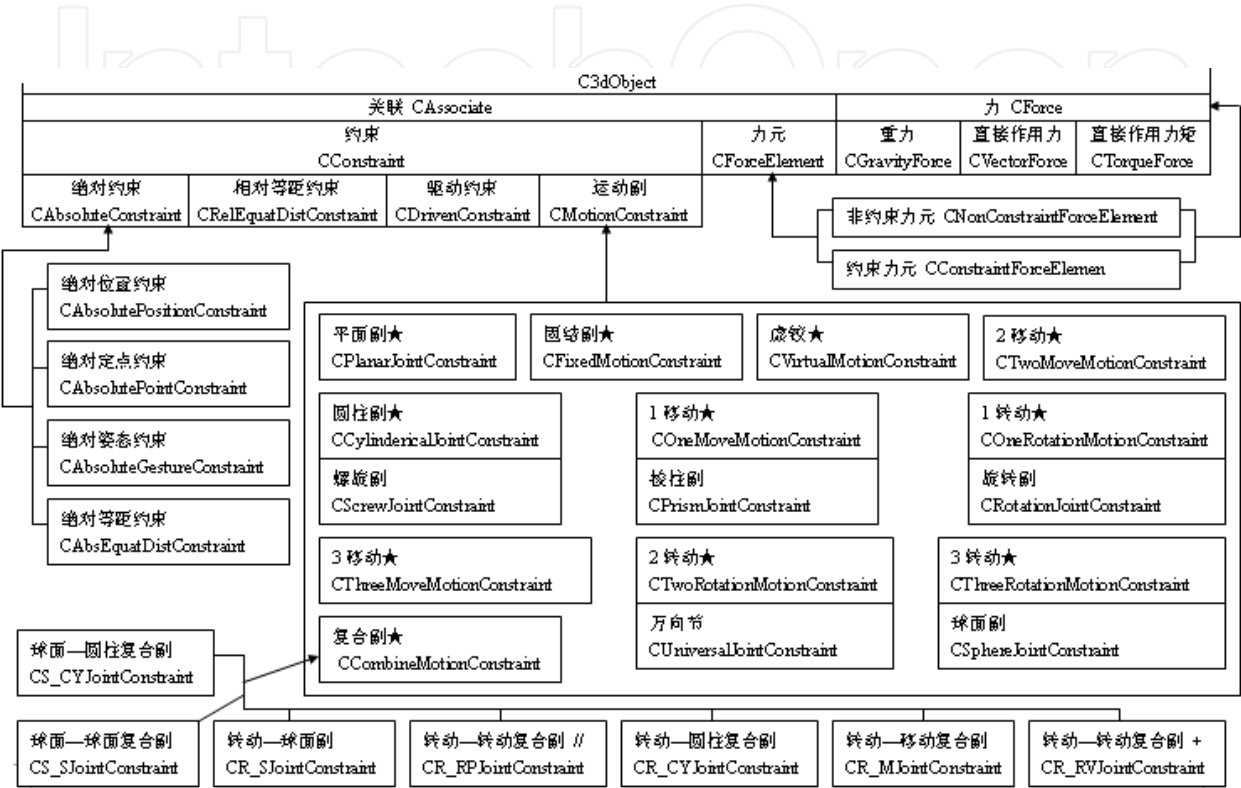 IntechOpen
C3dObject
关联 CAssociate
力 CForce
约束
CConstraint
力元
CForceElement
重力
CGravityForce
直接作用力
CVectorForce
直接作用力矩
CTorqueForce
绝对约束
CAbsoluteConstraint
相对等距约束
CRelEquatDistConstraint
驱动约束
CDrivenConstraint
运动副
CMotionConstraint
非约束力元 CNonConstraintForceElement
约束力元 CConstraintForceElemen
绝对位置约束
CAbsolutePositionConstraint
绝对定点约束
CAbsolutePointConstraint
绝对姿态约束
CAbsoluteGestureConstraint
绝对等距约束
CAbsEquatDistConstraint
平面副★
CPlanarJointConstraint
固结副★
CFixedMotionConstraint
虚铰★
CVirtualMotionConstraint
2 移动★
CTwoMoveMotionConstraint
圆柱副★
CCylindericalJointConstraint
螺旋副
CScrewJointConstraint
1 移动★
COneMoveMotionConstraint
棱柱副
CPrismJointConstraint
1 转动★
COneRotationMotionConstraint
旋转副
CRotationJointConstraint
3 移动★
CThreeMoveMotionConstraint
2 转动★
CTwoRotationMotionConstraint
万向节
CUniversalJointConstraint
3 转动★
CThreeRotationMotionConstraint
球面副
CSphereJointConstraint
复合副★
CCombineMotionConstraint
球面—圆柱复合副
CS_CYJointConstraint
球面—球面复合副
CS_SJointConstraint
转动—球面副
CR_SJointConstraint
转动—转动复合副 //
CR_RPJointConstraint
转动—圆柱复合副
CR_CYJointConstraint
转动—移动复合副
CR_MJointConstraint
转动—转动复合副 +
CR_RVJointConstraint